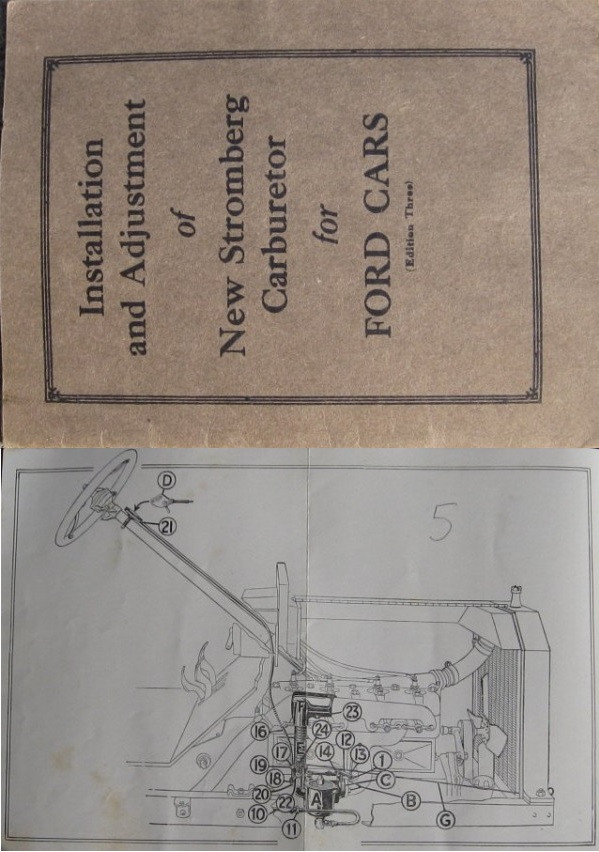 Installation
and Adjustment
of
New Stromberg
Carburetor
for
FORD CARS
(Edition Three)
D
21
5
F
16
23
24
17
E
12
14
13
19
1
18
C
20
A
22
B
10
11
G